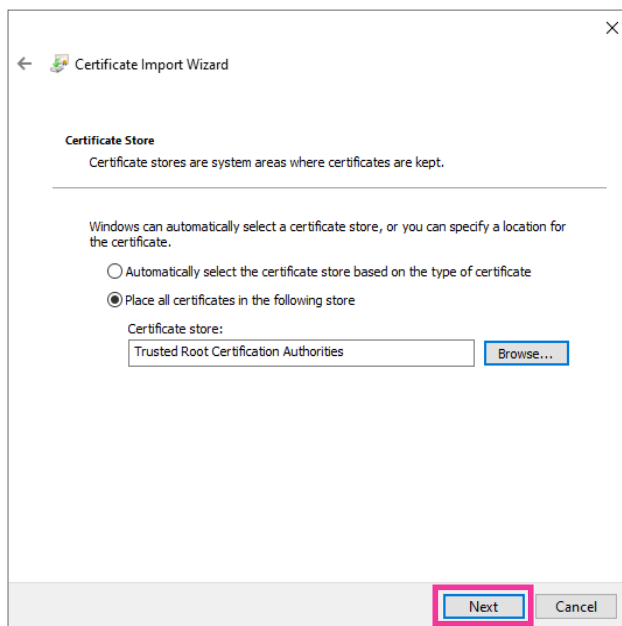 Certificate Import Wizard
Certificate Store
Certificate stores are system areas where certificates are kept.
Windows can automatically select a certificate store, or you can specify a location for
the certificate.
Automatically select the certificate store based on the type of certificate
Place all certificates in the following store
Certificate store:
Trusted Root Certification Authorities
Browse...
Next
Cancel